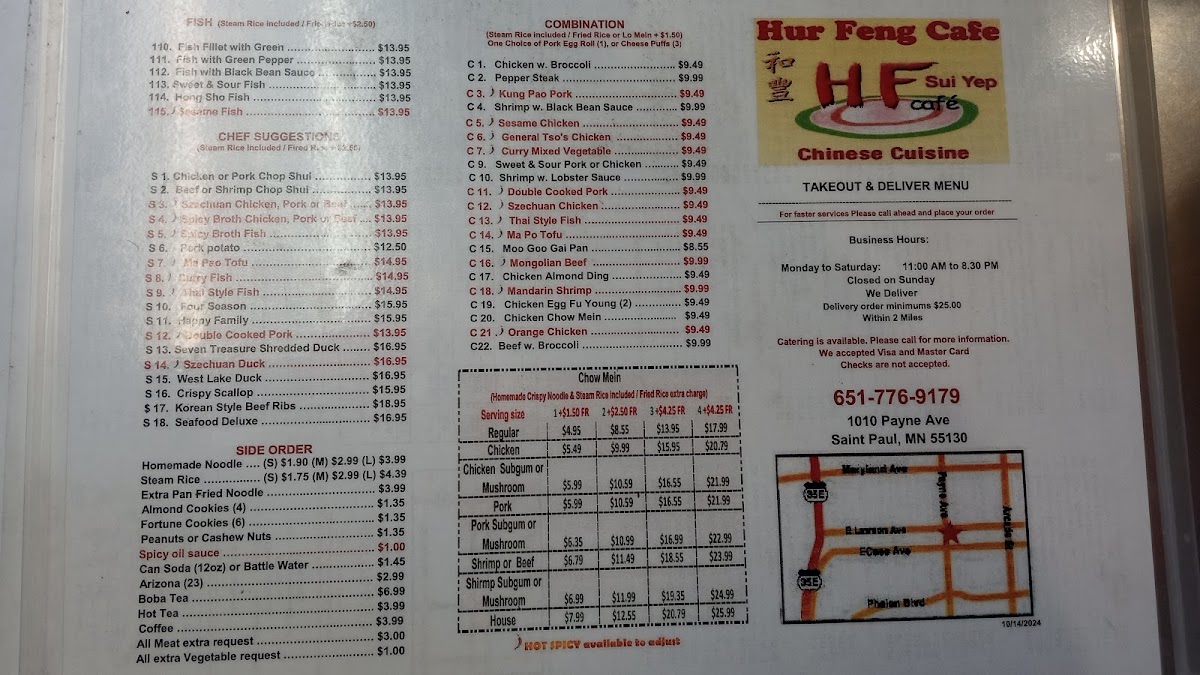 FISH (Steam Rice included / Fried Rice +$2.50)
110. Fish Fillet with Green $13.95
111. Fish with Green Pepper $13.95
112. Fish with Black Bean Sauce $13.95
113. Sweet & Sour Fish $13.95
114. Hong Sho Fish $13.95
115. Sesame Fish $13.95
CHEF SUGGESTIONS
(Steam Rice Included / Fired Rice +$2.50)
S 1. Chicken or Pork Chop Shui $13.95
S 2. Beef or Shrimp Chop Shui $13.95
S 3. Szechuan Chicken, Pork or Beef $13.95
S 4. Spicy Broth Chicken, Pork or Beef $13.95
S 5. Spicy Broth Fish $13.95
S 6. Pork potato $12.50
S 7. Ma Pao Tofu $14.95
S 8. Curry Fish $14.95
S 9. Thai Style Fish $14.95
S 10. Four Season $15.95
S 11. Happy Family $15.95
S 12. Double Cooked Pork $13.95
S 13. Seven Treasure Shredded Duck $16.95
S 14. Szechuan Duck $16.95
S 15. West Lake Duck $16.95
S 16. Crispy Scallop $15.95
$ 17. Korean Style Beef Ribs $18.95
S 18. Seafood Deluxe $16.95
SIDE ORDER
Homemade Noodle .... (S) $1.90 (M) $2.99 (L) $3.99
Steam Rice (S) $1.75 (M) $2.99 (L) $4.39
Extra Pan Fried Noodle $3.99
Almond Cookies (4) $1.35
Fortune Cookies (6) $1.35
Peanuts or Cashew Nuts $1.35
Spicy oil sauce $1.00
Can Soda (12oz) or Battle Water $1.45
Arizona (23) $2.99
Boba Tea $6.99
Hot Tea $3.99
Coffee $3.99
All Meat extra request $3.00
All extra Vegetable request $1.00
COMBINATION
(Steam Rice included / Fried Rice or Lo Mein + $1.50)
One Choice of Pork Egg Roll (1), or Cheese Puffs (3)
C 1. Chicken w. Broccoli $9.49
C 2. Pepper Steak $9.99
C 3. Kung Pao Pork $9.49
C 4. Shrimp w. Black Bean Sauce $9.99
C 5. Sesame Chicken $9.49
C 6. General Tso's Chicken $9.49
C 7. Curry Mixed Vegetable $9.49
C 9. Sweet & Sour Pork or Chicken $9.49
C 10. Shrimp w. Lobster Sauce $9.99
C 11. Double Cooked Pork $9.49
C 12. Szechuan Chicken $9.49
C 13. Thai Style Fish $9.49
C 14. Ma Po Tofu $9.49
C 15. Moo Goo Gai Pan $8.55
C 16. Mongolian Beef $9.99
C 17. Chicken Almond Ding $9.49
C 18. Mandarin Shrimp $9.99
C 19. Chicken Egg Fu Young (2) $9.49
C 20. Chicken Chow Mein $9.49
C 21. Orange Chicken $9.49
C22. Beef w. Broccoli $9.99
Chow Mein
(Homemade Crispy Noodle & Steam Rice Included / Fried Rice extra charge)
Serving size 1 +$1.50 FR 2 +$2.50 FR 3 +$4.25 FR 4 +$4.25 FR
Regular $4.95 $8.55 $13.95 $17.99
Chicken $5.49 $9.99 $15.95 $20.79
Chicken Subgum or
Mushroom $5.99 $10.59 $16.55 $21.99
Pork $5.99 $10.59 $16.55 $21.99
Pork Subgum or
Mushroom $6.35 $10.99 $16.99 $22.99
Shrimp or Beef $6.79 $11.49 $18.55 $23.99
Shirmp Subgum or
Mushroom $6.99 $11.99 $19.35 $24.99
House $7.99 $12.55 $20.79 $25.99
HOT SPICY available to adjust
Hur Feng Cafe
和豐
HF Sui Yep
café
Chinese Cuisine
TAKEOUT & DELIVER MENU
For faster services Please call ahead and place your order
Business Hours:
Monday to Saturday: 11:00 AM to 8.30 PM
Closed on Sunday
We Deliver
Delivery order minimums $25.00
Within 2 Miles
Catering is available. Please call for more information.
We accepted Visa and Master Card
Checks are not accepted.
651-776-9179
1010 Payne Ave
Saint Paul, MN 55130
Maryland Ave
35E
Payne Ave
Arcade St
E Lawson Ave
E Case Ave
35E
Phalen Blvd
10/14/2024